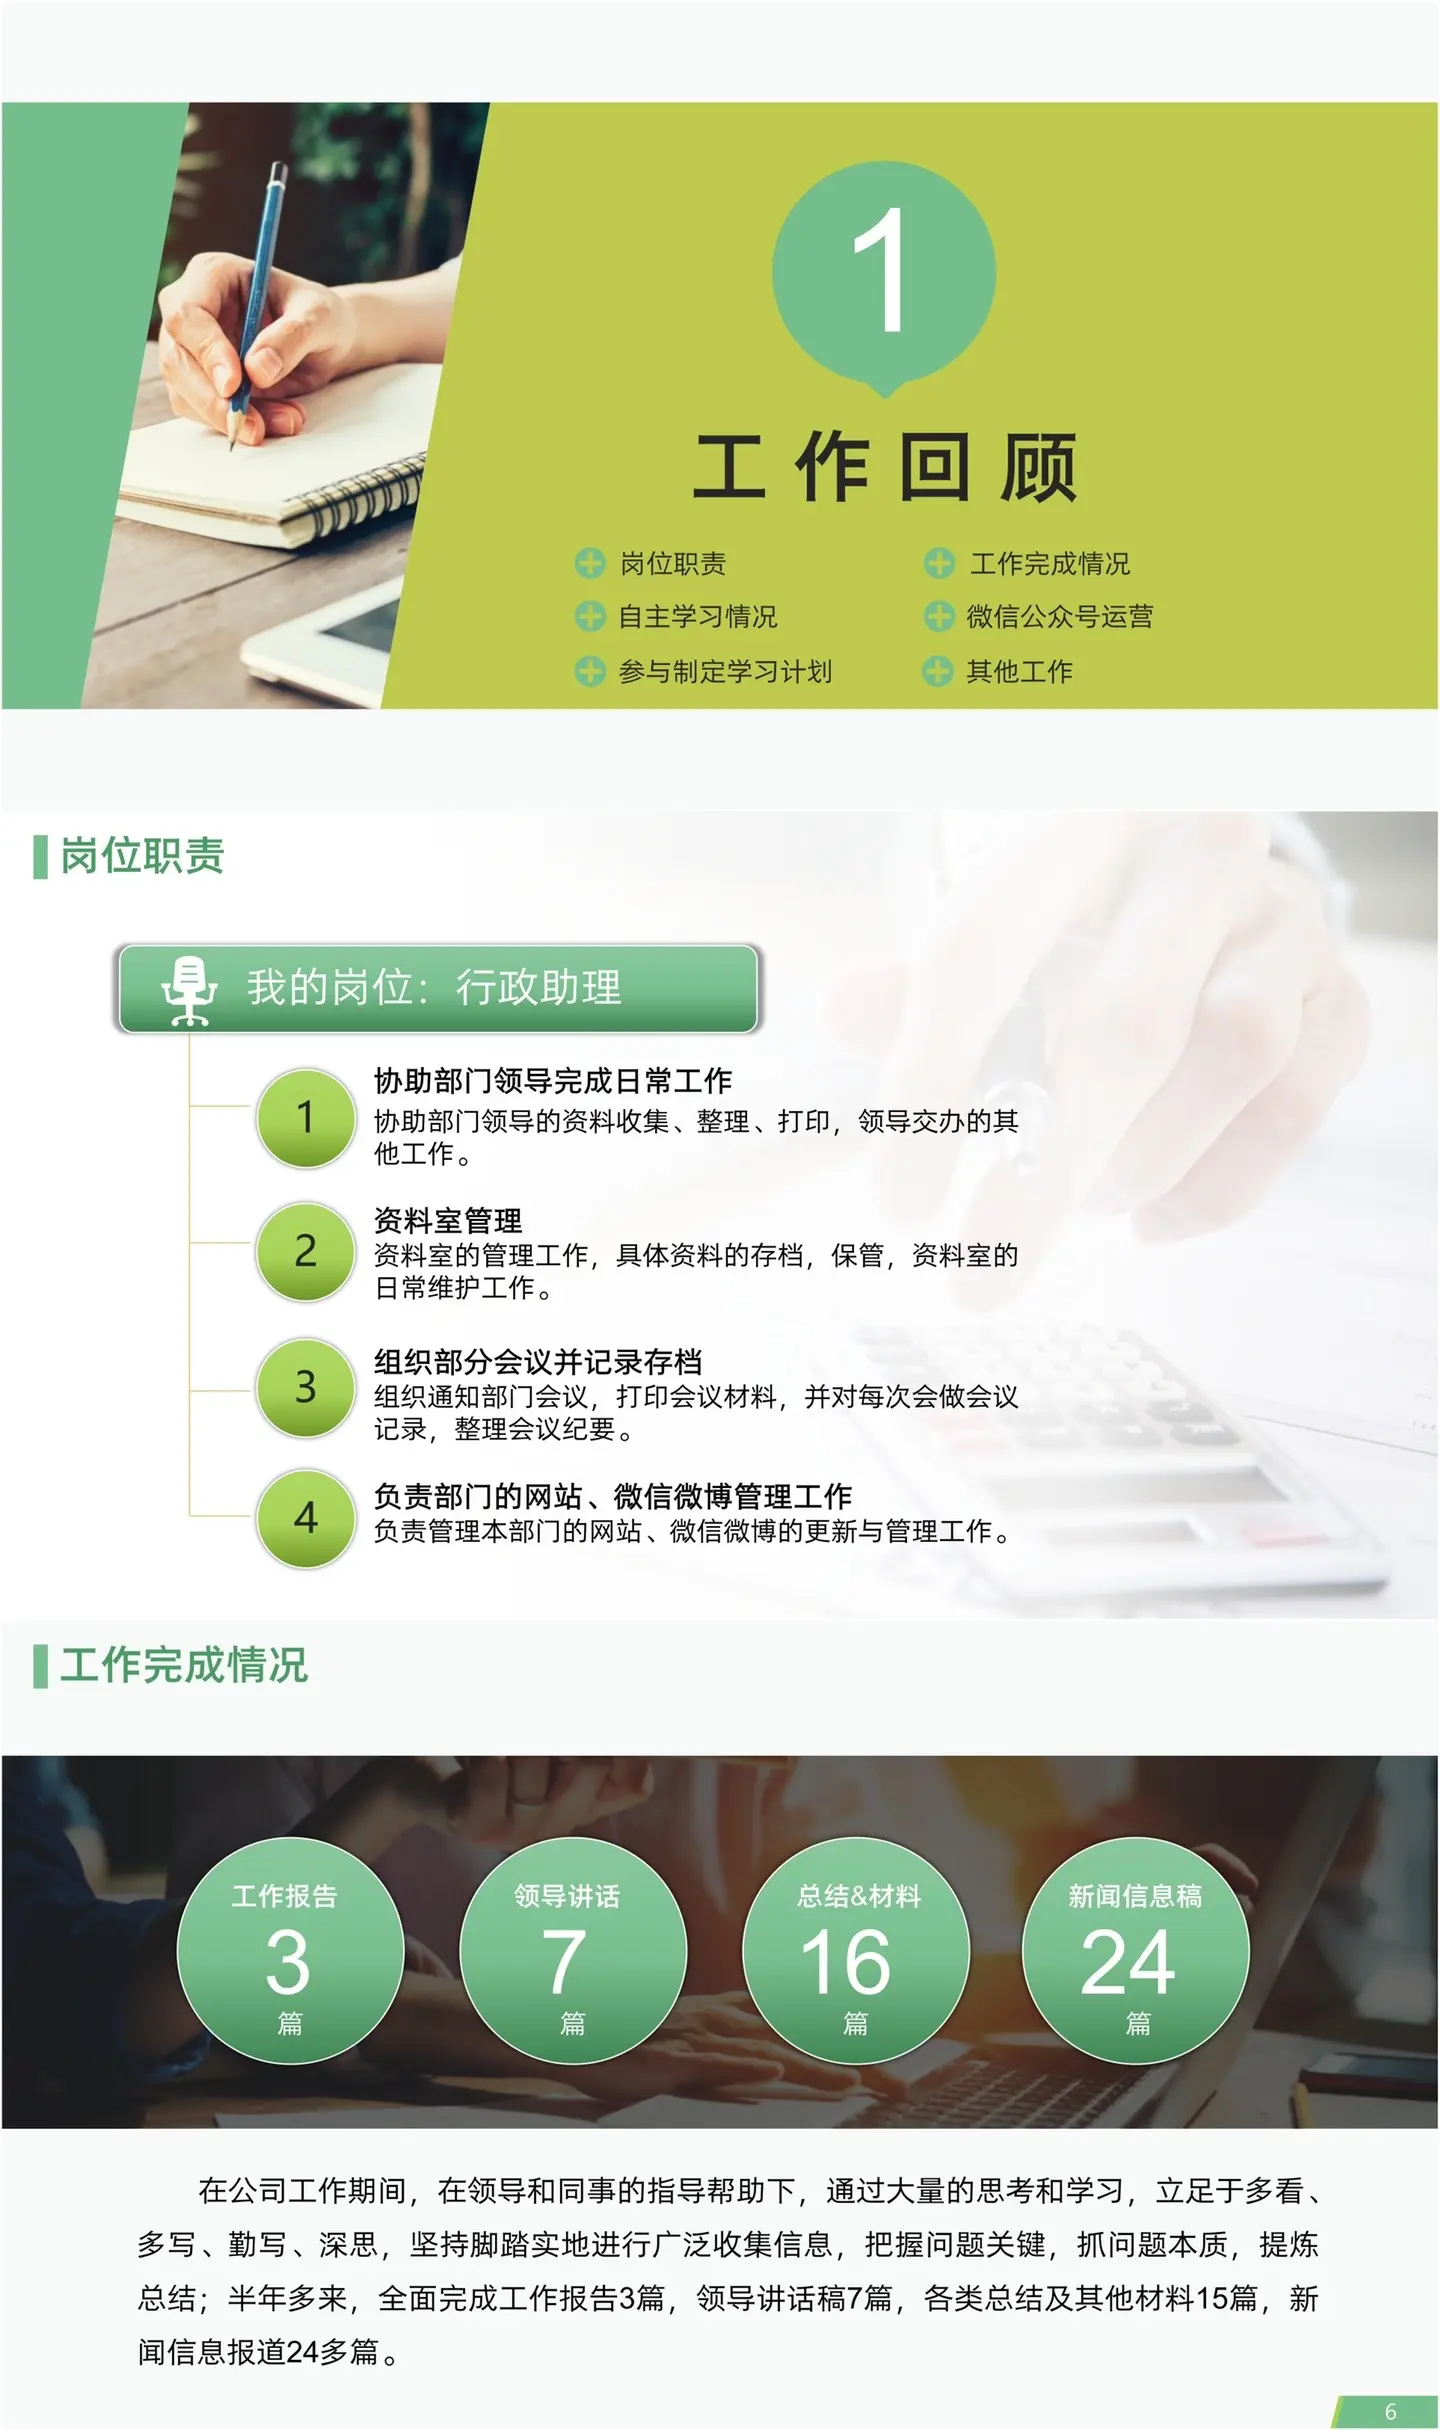 1
工作回顾
岗位职责
工作完成情况
自主学习情况
微信公众号运营
参与制定学习计划
其他工作
岗位职责
我的岗位：行政助理
1
协助部门领导完成日常工作
协助部门领导的资料收集、整理、打印，领导交办的其
他工作。
2
资料室管理
资料室的管理工作，具体资料的存档，保管，资料室的
日常维护工作。
3
组织部分会议并记录存档
组织通知部门会议，打印会议材料，并对每次会做会议
记录，整理会议纪要。
4
负责部门的网站、微信微博管理工作
负责管理本部门的网站、微信微博的更新与管理工作。
工作完成情况
工作报告
3
篇
领导讲话
7
篇
总结&材料
16
篇
新闻信息稿
24
篇
在公司工作期间，在领导和同事的指导帮助下，通过大量的思考和学习，立足于多看、
多写、勤写、深思，坚持脚踏实地进行广泛收集信息，把握问题关键，抓问题本质，提炼
总结；半年多来，全面完成工作报告3篇，领导讲话稿7篇，各类总结及其他材料15篇，新
闻信息报道24多篇。
6